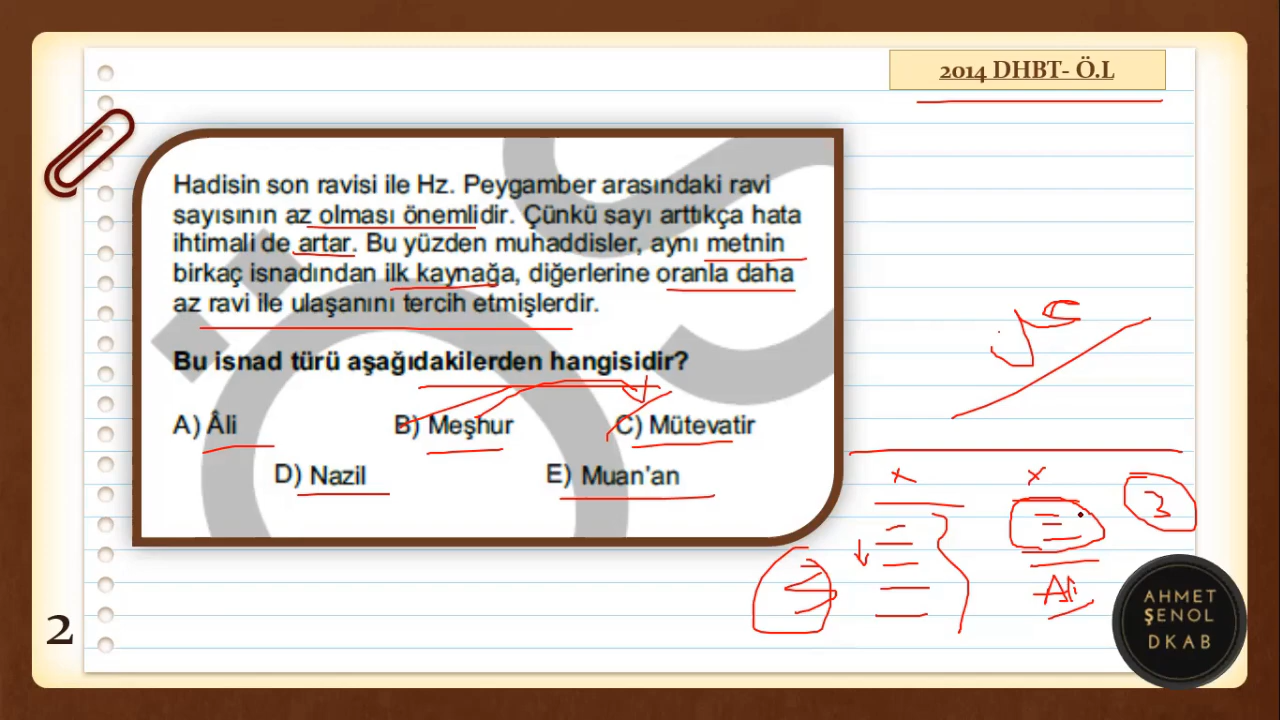 2014 DHBT- Ö.L
Hadisin son ravisi ile Hz. Peygamber arasındaki ravi
sayısının az olması önemlidir. Çünkü sayı arttıkça hata
ihtimali de artar. Bu yüzden muhaddisler, aynı metnin
birkaç isnadından ilk kaynağa, diğerlerine oranla daha
az ravi ile ulaşanını tercih etmişlerdir.
Bu isnad türü aşağıdakilerden hangisidir?
A) Âli
B) Meşhur
C) Mütevatir
D) Nazil
E) Muan'an
x
x
3
Ali
2
AHMET
ŞENOL
DKAB